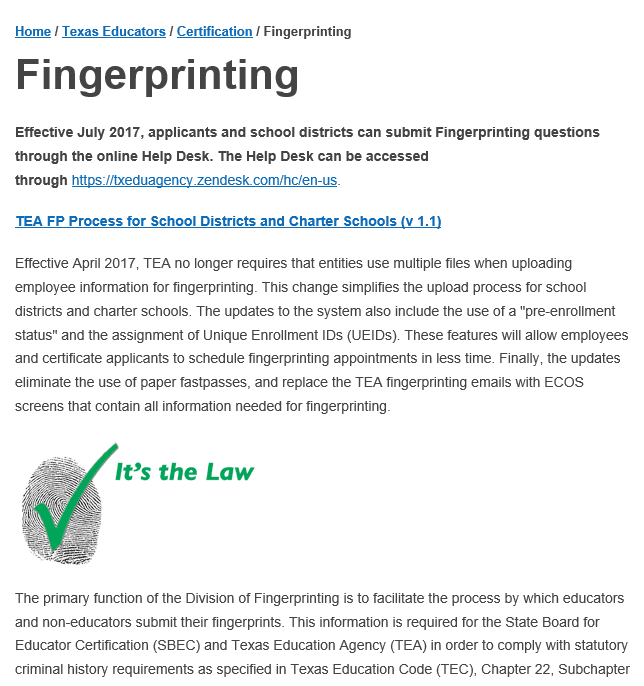 Home / Texas Educators / Certification / Fingerprinting
Fingerprinting
Effective July 2017, applicants and school districts can submit Fingerprinting questions
through the online Help Desk. The Help Desk can be accessed
through https://txeduagency.zendesk.com/hc/en-us.
TEA FP Process for School Districts and Charter Schools (v 1.1)
Effective April 2017, TEA no longer requires that entities use multiple files when uploading
employee information for fingerprinting. This change simplifies the upload process for school
districts and charter schools. The updates to the system also include the use of a "pre-enrollment
status" and the assignment of Unique Enrollment IDs (UEIDs). These features will allow employees
and certificate applicants to schedule fingerprinting appointments in less time. Finally, the updates
eliminate the use of paper fastpasses, and replace the TEA fingerprinting emails with ECOS
screens that contain all information needed for fingerprinting.
It's the Law
The primary function of the Division of Fingerprinting is to facilitate the process by which educators
and non-educators submit their fingerprints. This information is required for the State Board for
Educator Certification (SBEC) and Texas Education Agency (TEA) in order to comply with statutory
criminal history requirements as specified in Texas Education Code (TEC), Chapter 22, Subchapter